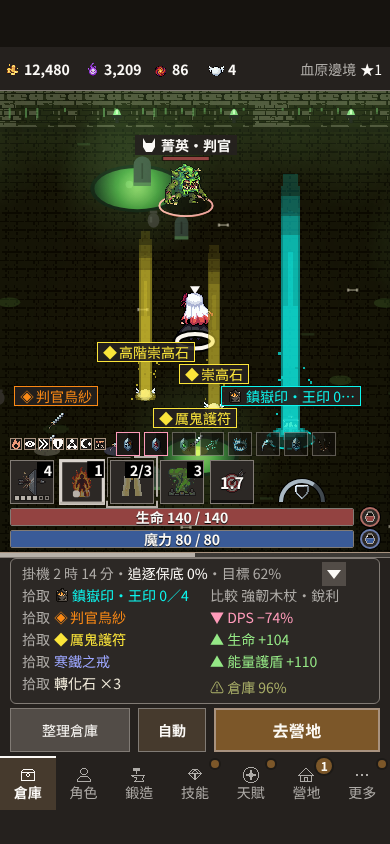 12,480 3,209 86 4 血原邊境 ★1
菁英・判官
高階崇高石
崇高石
判官烏紗
鎮嶽印・王印 0…
厲鬼護符
4 1 2/3 3
生命 140 / 140
魔力 80 / 80
掛機 2 時 14 分・追逐保底 0%・目標 62%
拾取 鎮嶽印・王印 0／4
拾取 判官烏紗
拾取 厲鬼護符
拾取 寒鐵之戒
拾取 轉化石 ×3
比較 強韌木杖・銳利
▼ DPS −74%
▲ 生命 +104
▲ 能量護盾 +110
⚠ 倉庫 96%
整理倉庫 自動 去營地
1
倉庫 角色 鍛造 技能 天賦 營地 更多